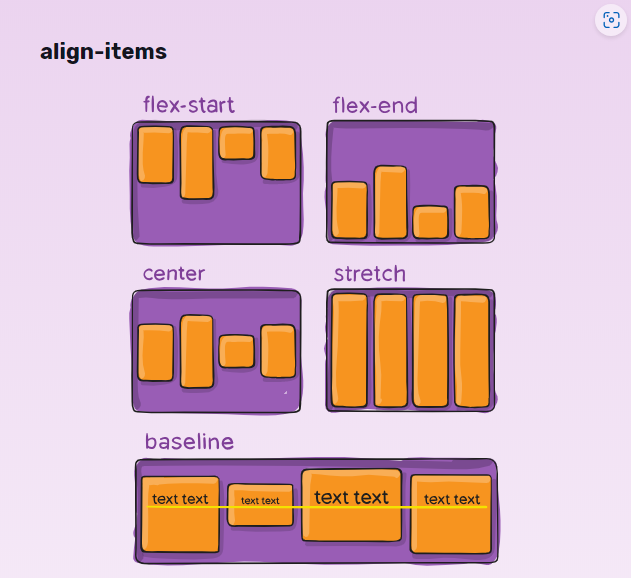 align-items
flex-start
flex-end
center
stretch
baseline
text text
text text
text text
text text